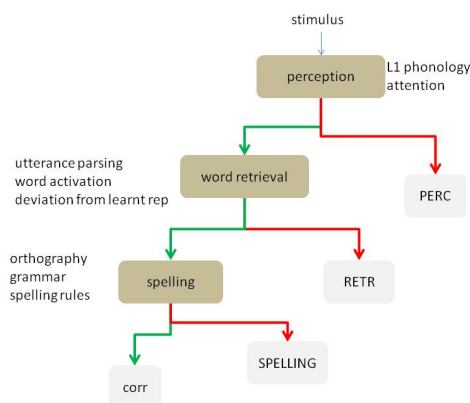 stimulus
perception
L1 phonology
attention
utterance parsing
word activation
deviation from learnt rep
word retrieval
PERC
orthography
grammar
spelling rules
spelling
RETR
SPELLING
corr